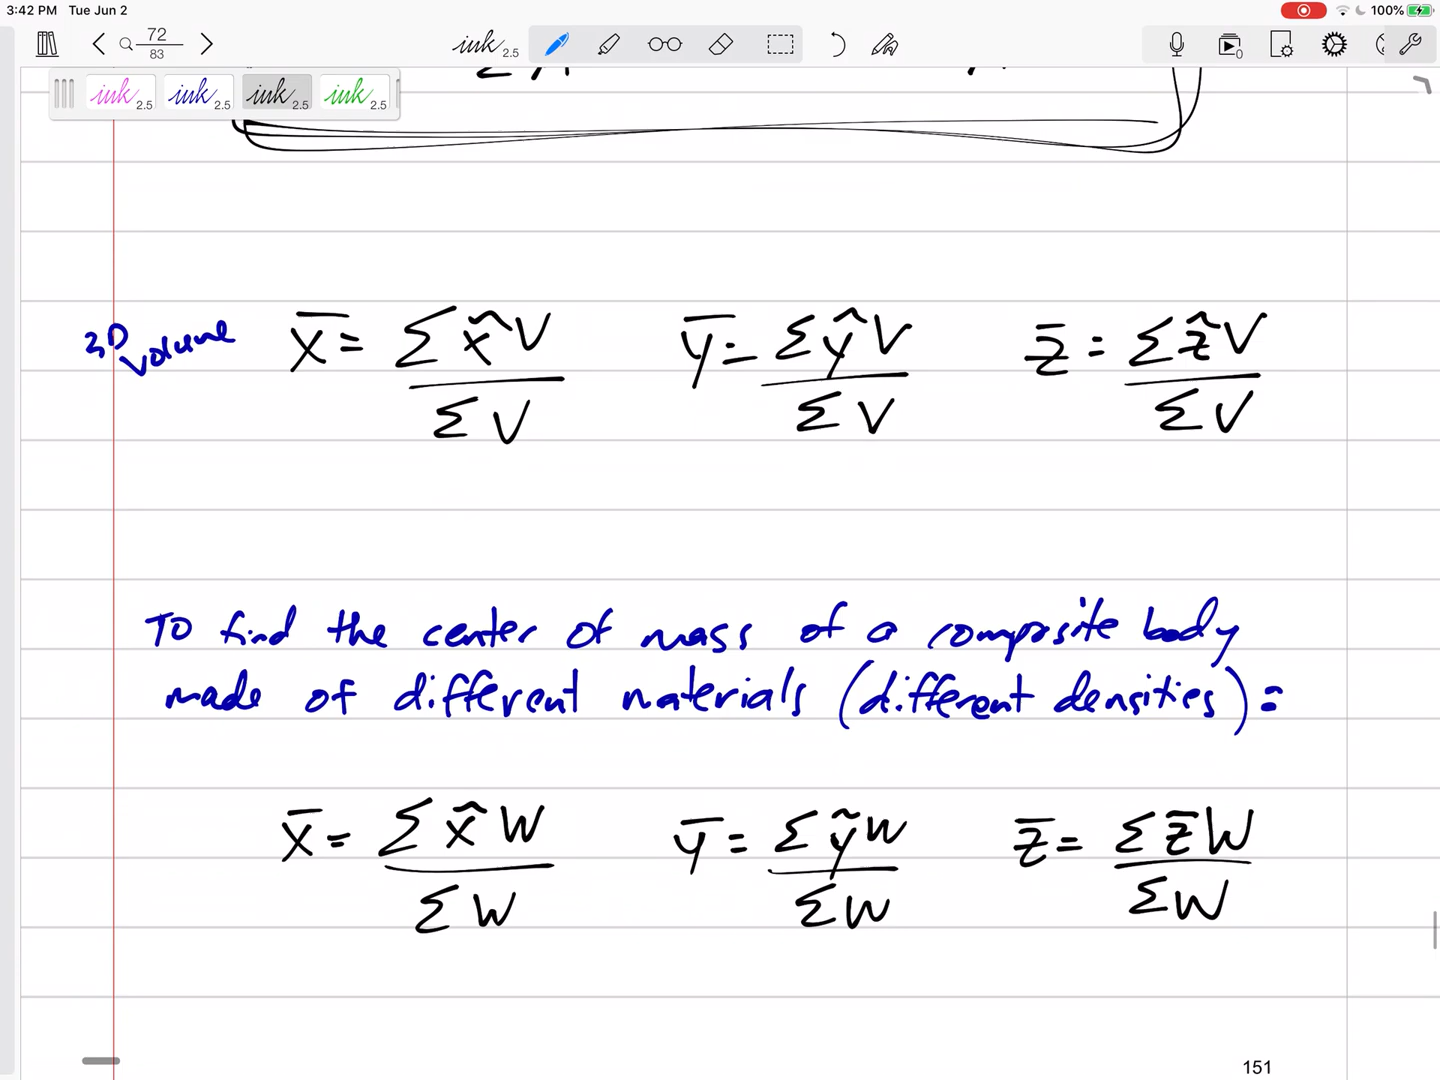 3:42 PM Tue Jun 2 100%
72
83
ink 2.5
0
ink 2.5 ink 2.5 ink 2.5 ink 2.5
3D volume x̅ = Σ x̃ V / Σ V y̅ = Σ ỹ V / Σ V z̅ = Σ z̃ V / Σ V
To find the center of mass of a composite body
made of different materials (different densities):
x̅ = Σ x̃ W / Σ W y̅ = Σ ỹ W / Σ W z̅ = Σ z̅ W / Σ W
151